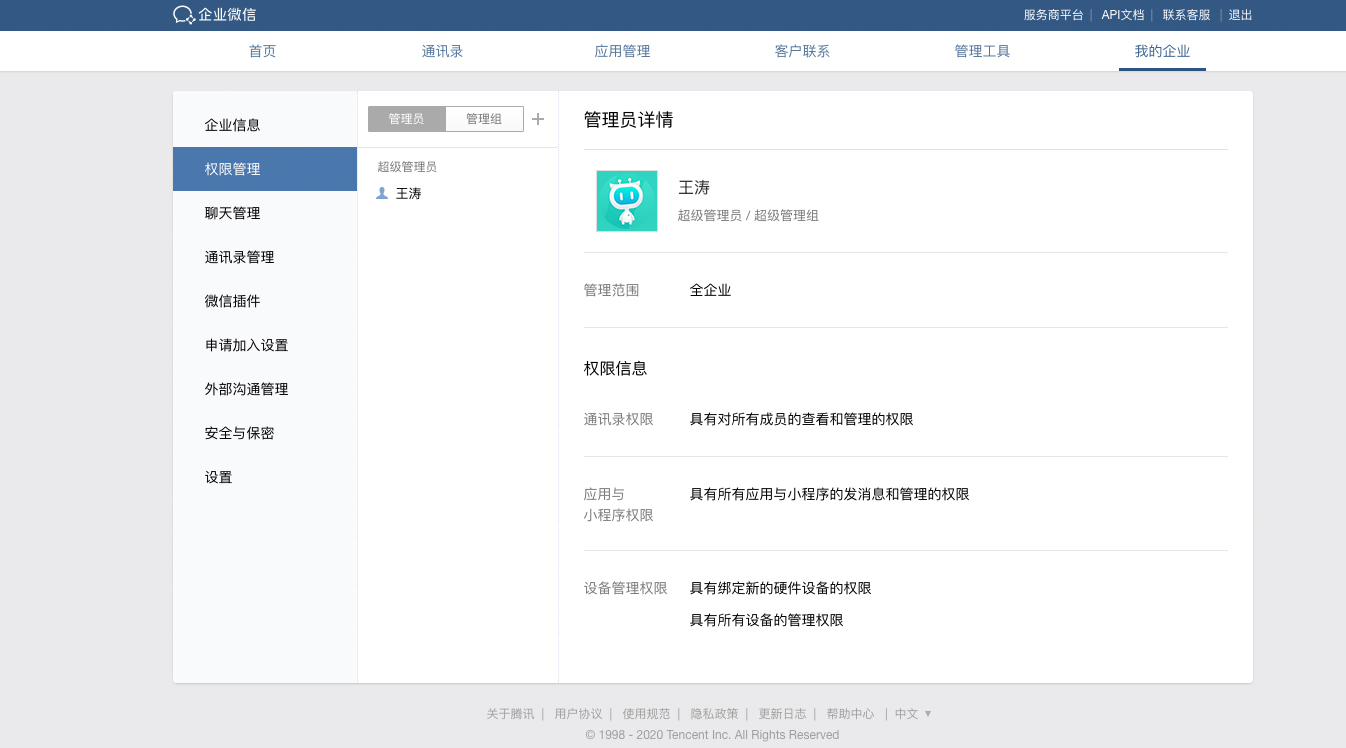 企业微信
服务商平台 | API文档 | 联系客服 | 退出
首页 通讯录 应用管理 客户联系 管理工具 我的企业
企业信息
权限管理
聊天管理
通讯录管理
微信插件
申请加入设置
外部沟通管理
安全与保密
设置
管理员 管理组
超级管理员
王涛
管理员详情
王涛
超级管理员 / 超级管理组
管理范围 全企业
权限信息
通讯录权限 具有对所有成员的查看和管理的权限
应用与 具有所有应用与小程序的发消息和管理的权限
小程序权限
设备管理权限 具有绑定新的硬件设备的权限
具有所有设备的管理权限
关于腾讯 | 用户协议 | 使用规范 | 隐私政策 | 更新日志 | 帮助中心 | 中文 ▼
© 1998 - 2020 Tencent Inc. All Rights Reserved